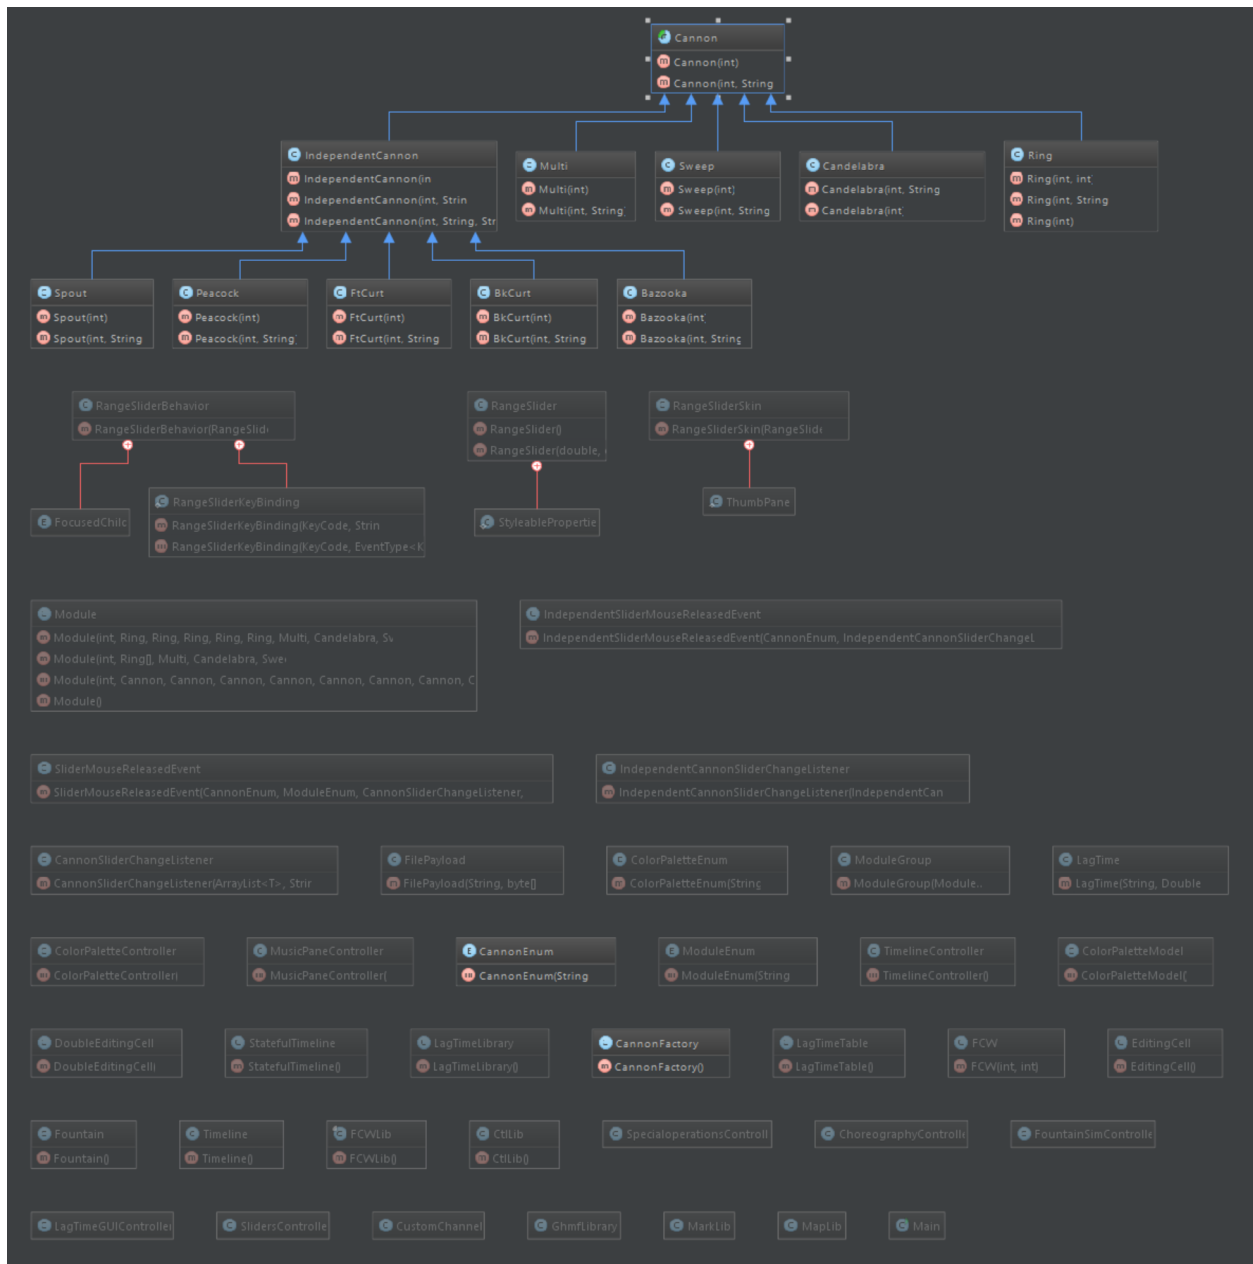 Cannon
Cannon(int)
Cannon(int, String
IndependentCannon
IndependentCannon(in
IndependentCannon(int, Strin
IndependentCannon(int, String, Str
Multi
Multi(int)
Multi(int, String)
Sweep
Sweep(int)
Sweep(int, String
Candelabra
Candelabra(int, String
Candelabra(int)
Ring
Ring(int, int)
Ring(int, String
Ring(int)
Spout
Spout(int)
Spout(int, String
Peacock
Peacock(int)
Peacock(int, String)
FtCurt
FtCurt(int)
FtCurt(int, String
BkCurt
BkCurt(int)
BkCurt(int, String
Bazooka
Bazooka(int)
Bazooka(int, String
RangeSliderBehavior
RangeSliderBehavior(RangeSlide
RangeSlider
RangeSlider()
RangeSlider(double,
RangeSliderSkin
RangeSliderSkin(RangeSlide
FocusedChild
RangeSliderKeyBinding
RangeSliderKeyBinding(KeyCode, Strin
RangeSliderKeyBinding(KeyCode, EventType<K
StyleablePropertie
ThumbPane
Module
Module(int, Ring, Ring, Ring, Ring, Ring, Multi, Candelabra, Sw
Module(int, Ring[], Multi, Candelabra, Swe
Module(int, Cannon, Cannon, Cannon, Cannon, Cannon, Cannon, Cannon, C
Module()
IndependentSliderMouseReleasedEvent
IndependentSliderMouseReleasedEvent(CannonEnum, IndependentCannonSliderChangeL
SliderMouseReleasedEvent
SliderMouseReleasedEvent(CannonEnum, ModuleEnum, CannonSliderChangeListener,
IndependentCannonSliderChangeListener
IndependentCannonSliderChangeListener(IndependentCan
CannonSliderChangeListener
CannonSliderChangeListener(ArrayList<T>, Strir
FilePayload
FilePayload(String, byte[]
ColorPaletteEnum
ColorPaletteEnum(String
ModuleGroup
ModuleGroup(Module..
LagTime
LagTime(String, Double
ColorPaletteController
ColorPaletteController(
MusicPaneController
MusicPaneController(
CannonEnum
CannonEnum(String
ModuleEnum
ModuleEnum(String
TimelineController
TimelineController()
ColorPaletteModel
ColorPaletteModel(
DoubleEditingCell
DoubleEditingCell(
StatefulTimeline
StatefulTimeline()
LagTimeLibrary
LagTimeLibrary()
CannonFactory
CannonFactory()
LagTimeTable
LagTimeTable()
FCW
FCW(int, int)
EditingCell
EditingCell()
Fountain
Fountain()
Timeline
Timeline()
FCWLib
FCWLib()
CtlLib
CtlLib()
SpecialoperationsControll
ChoreographyControlle
FountainSimControlle
LagTimeGUIController
SlidersControlle
CustomChannel
GhmfLibrary
MarkLib
MapLib
Main